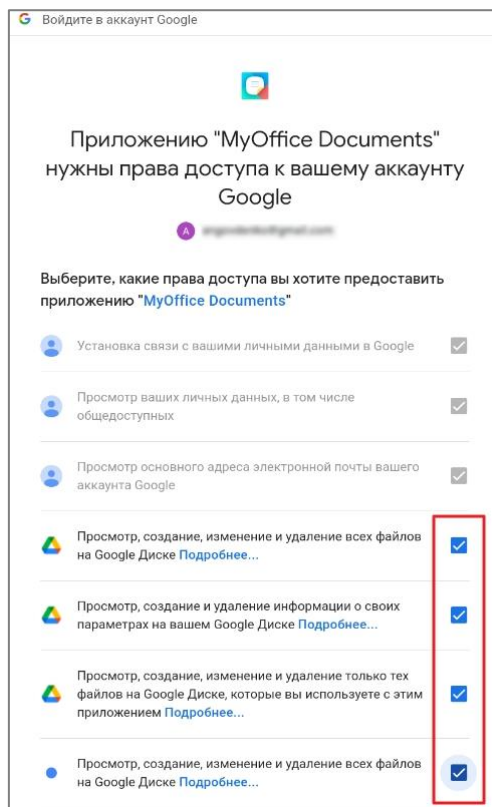 Войдите в аккаунт Google
Приложению "MyOffice Documents"
нужны права доступа к вашему аккаунту
Google
A
Выберите, какие права доступа вы хотите предоставить
приложению "MyOffice Documents"
Установка связи с вашими личными данными в Google
Просмотр ваших личных данных, в том числе
общедоступных
Просмотр основного адреса электронной почты вашего
аккаунта Google
Просмотр, создание, изменение и удаление всех файлов
на Google Диске Подробнее...
Просмотр, создание и удаление информации о своих
параметрах на вашем Google Диске Подробнее...
Просмотр, создание, изменение и удаление только тех
файлов на Google Диске, которые вы используете с этим
приложением Подробнее...
Просмотр, создание, изменение и удаление всех файлов
на Google Диске Подробнее...